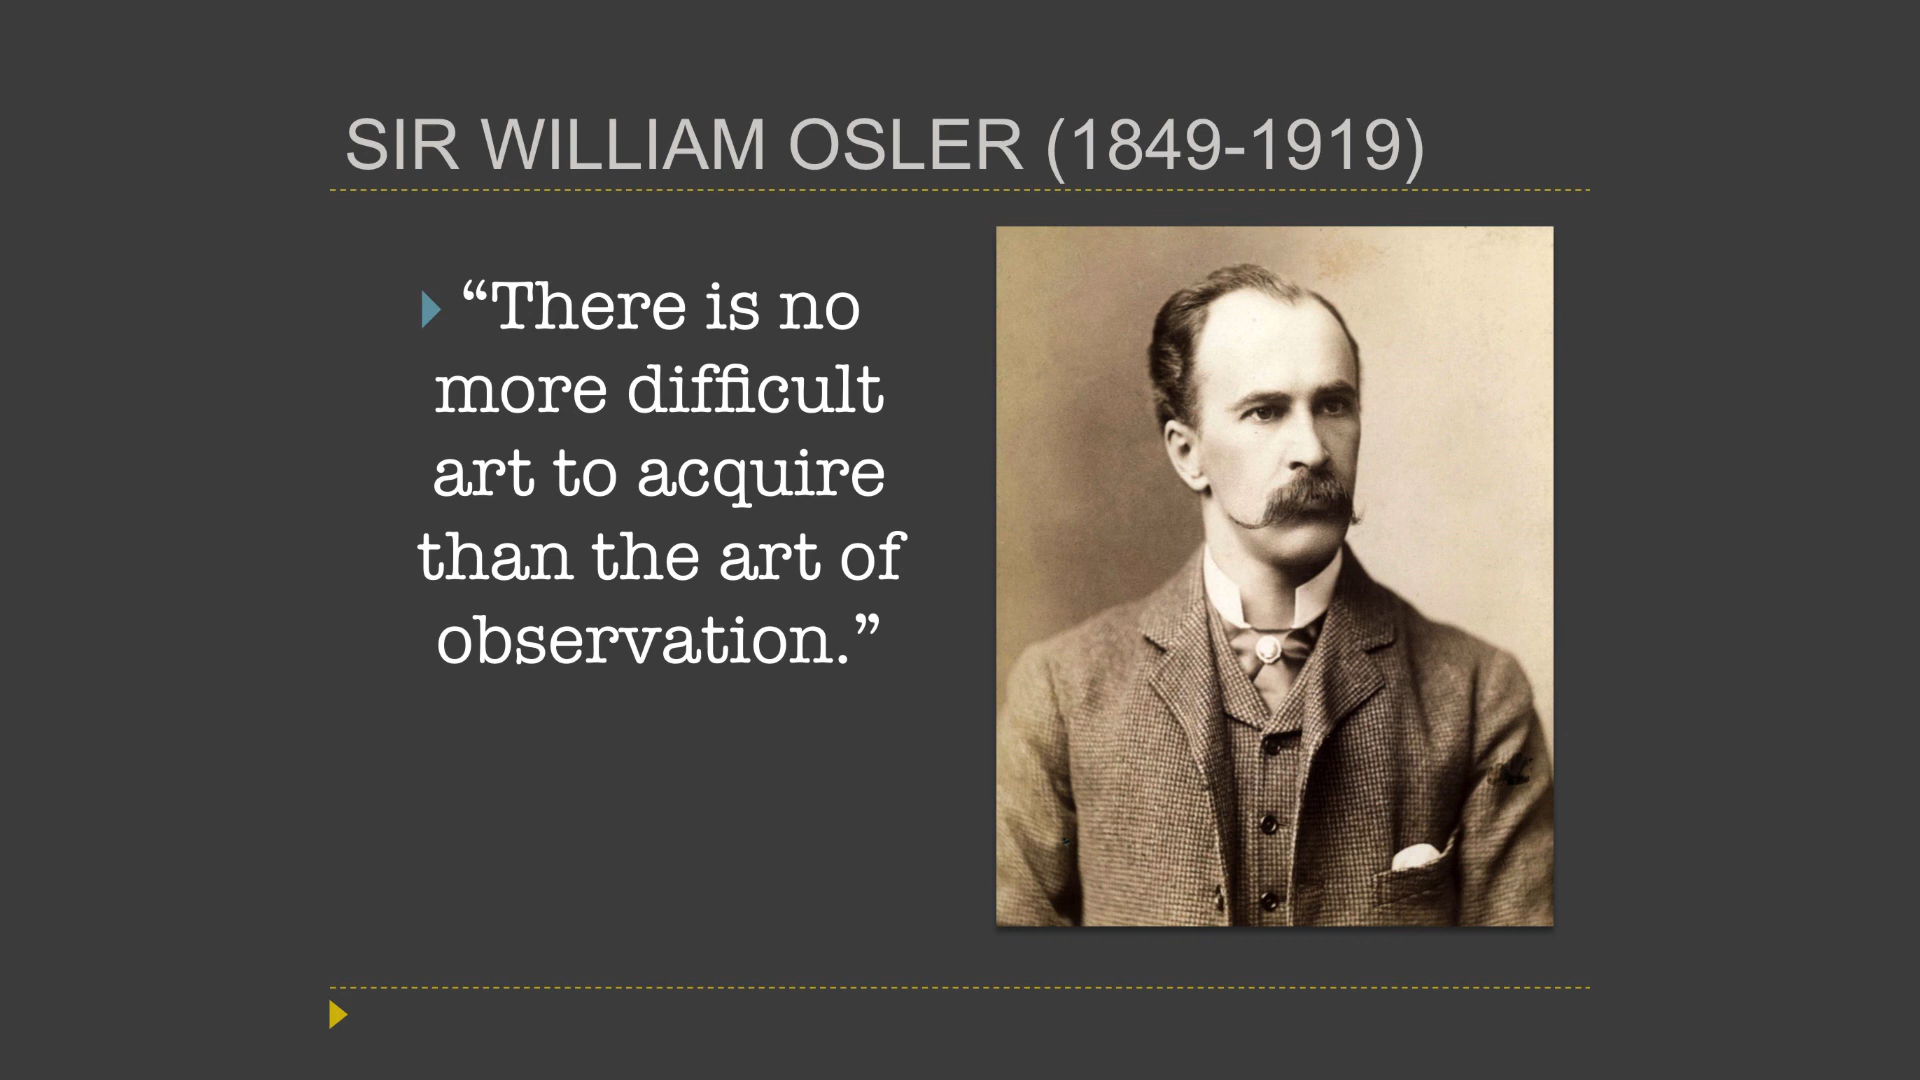 SIR WILLIAM OSLER (1849-1919)
“There is no
more difficult
art to acquire
than the art of
observation.”